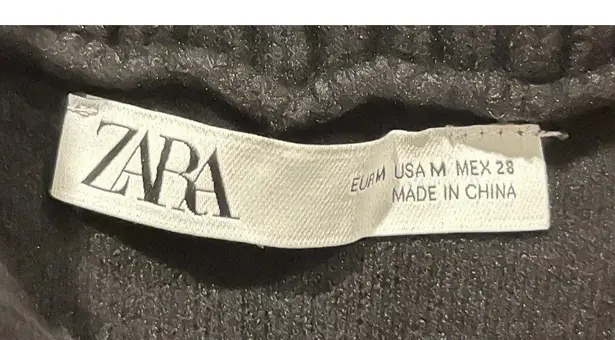 ZARA
EUR M USA M MEX 28
MADE IN CHINA